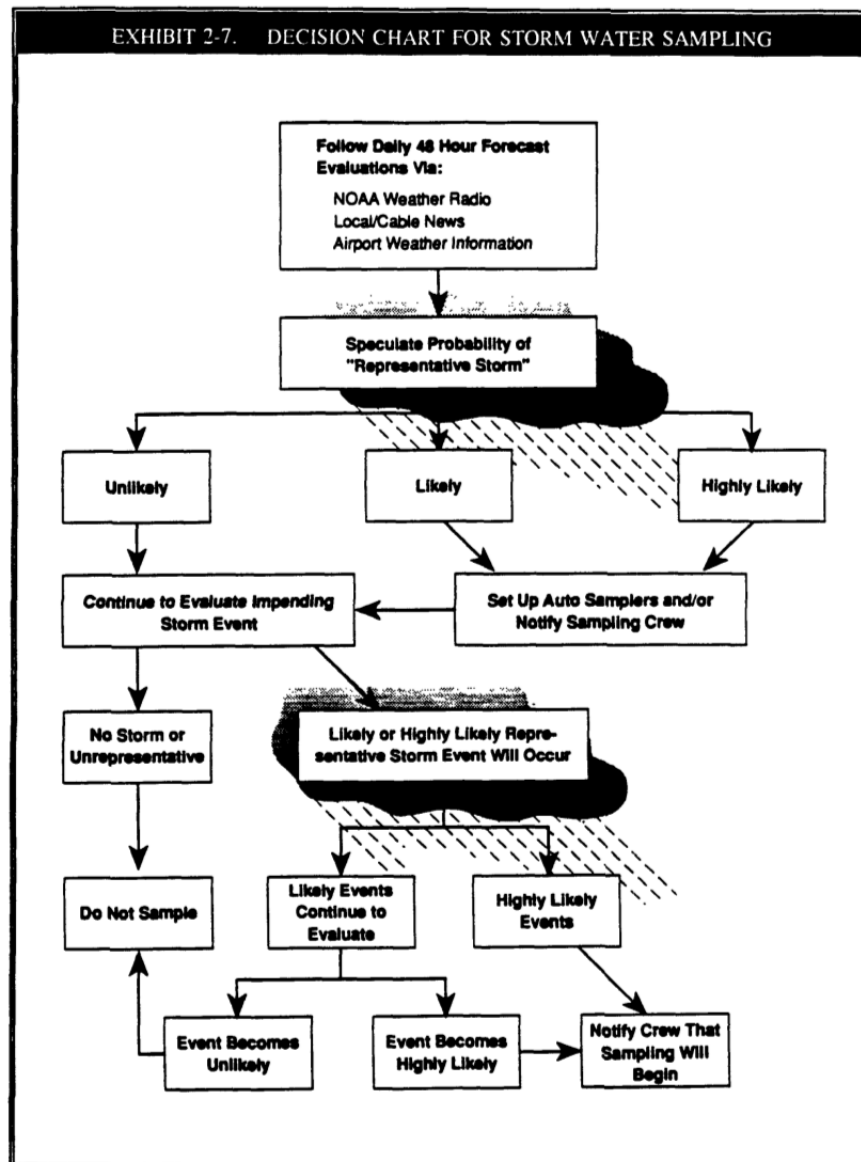 EXHIBIT 2-7. DECISION CHART FOR STORM WATER SAMPLING
Follow Daily 48 Hour Forecast
Evaluations Via:
NOAA Weather Radio
Local/Cable News
Airport Weather Information
Speculate Probability of
"Representative Storm"
Unlikely
Likely
Highly Likely
Continue to Evaluate Impending
Storm Event
Set Up Auto Samplers and/or
Notify Sampling Crew
No Storm or
Unrepresentative
Likely or Highly Likely Repre-
sentative Storm Event Will Occur
Do Not Sample
Likely Events
Continue to
Evaluate
Highly Likely
Events
Event Becomes
Unlikely
Event Becomes
Highly Likely
Notify Crew That
Sampling Will
Begin